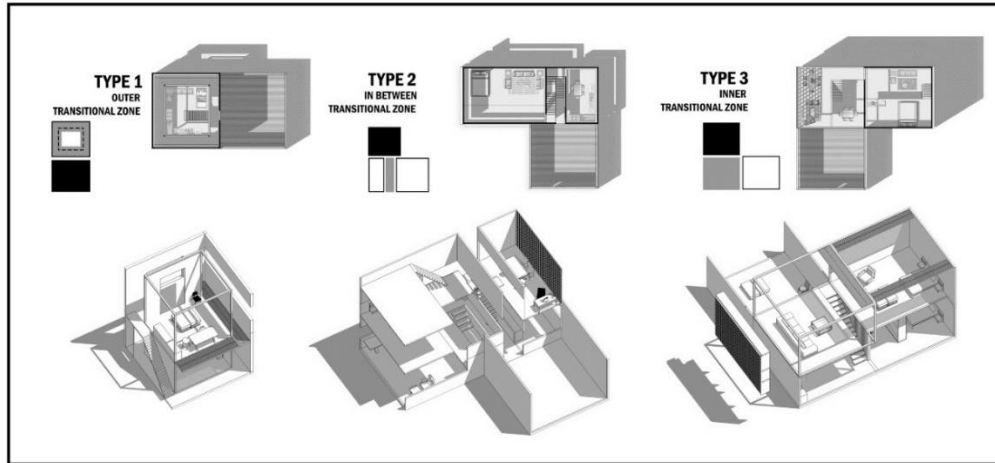 TYPE 1
OUTER
TRANSITIONAL ZONE
TYPE 2
IN BETWEEN
TRANSITIONAL ZONE
TYPE 3
INNER
TRANSITIONAL ZONE